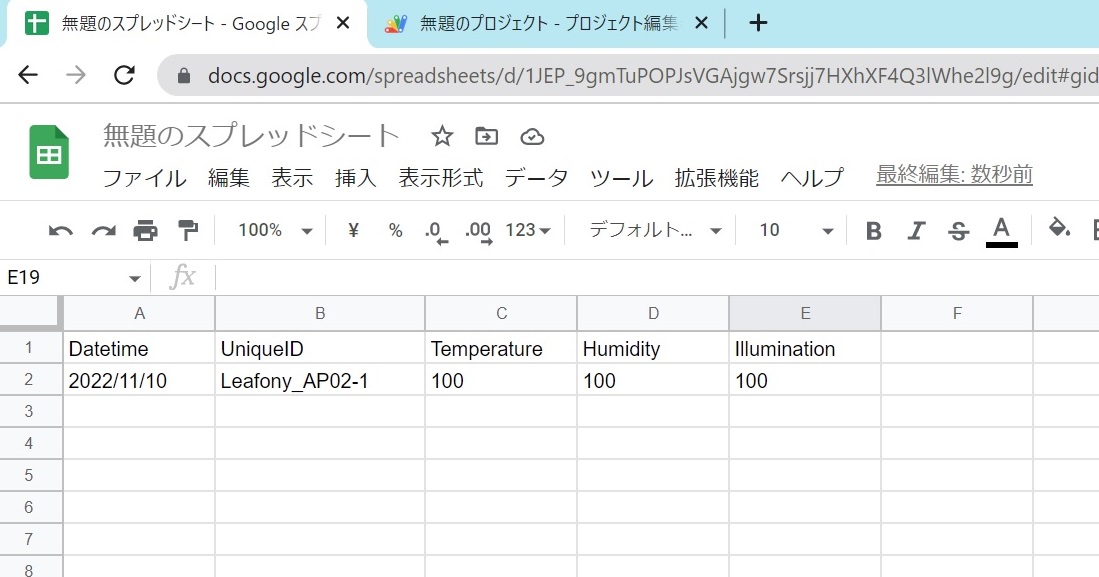 無題のスプレッドシート - Google スプ
無題のプロジェクト - プロジェクト編集
docs.google.com/spreadsheets/d/1JEP_9gmTuPOPJsVGAjgw7Srsjj7HXhXF4Q3lWhe2l9g/edit#gid
無題のスプレッドシート
ファイル 編集 表示 挿入 表示形式 データ ツール 拡張機能 ヘルプ 最終編集: 数秒前
100% ¥ % .0 .00 123 デフォルト... 10 B I S A
E19 fx
A B C D E F
1 Datetime UniqueID Temperature Humidity Illumination
2 2022/11/10 Leafony_AP02-1 100 100 100
3
4
5
6
7
8